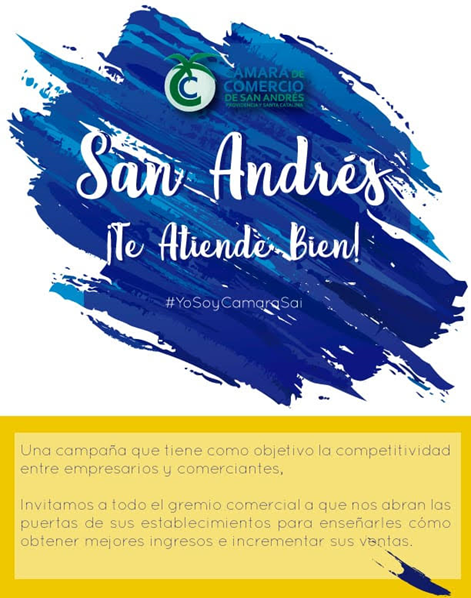 CÁMARA DE
COMERCIO
DE SAN ANDRÉS
PROVIDENCIA Y SANTA CATALINA
San Andrés
¡Te Atiende Bien!
#YoSoyCamaraSai
Una campaña que tiene como objetivo la competitividad
entre empresarios y comerciantes,
Invitamos a todo el gremio comercial a que nos abran las
puertas de sus establecimientos para enseñarles cómo
obtener mejores ingresos e incrementar sus ventas.